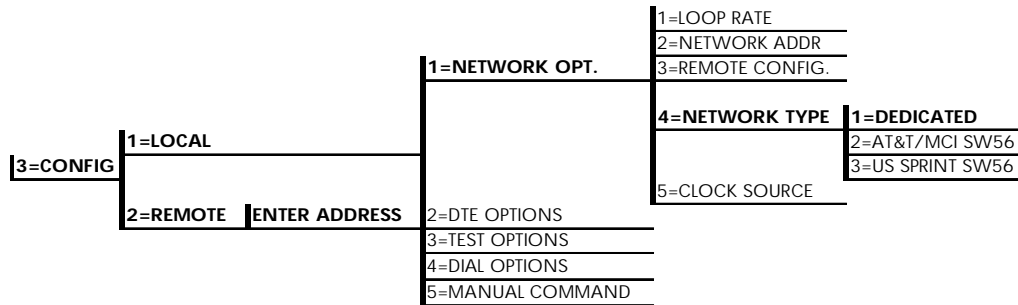 1=LOOP RATE
2=NETWORK ADDR
1=NETWORK OPT.
3=REMOTE CONFIG.
4=NETWORK TYPE
1=DEDICATED
1=LOCAL
2=AT&T/MCI SW56
3=CONFIG
3=US SPRINT SW56
5=CLOCK SOURCE
2=REMOTE
ENTER ADDRESS
2=DTE OPTIONS
3=TEST OPTIONS
4=DIAL OPTIONS
5=MANUAL COMMAND